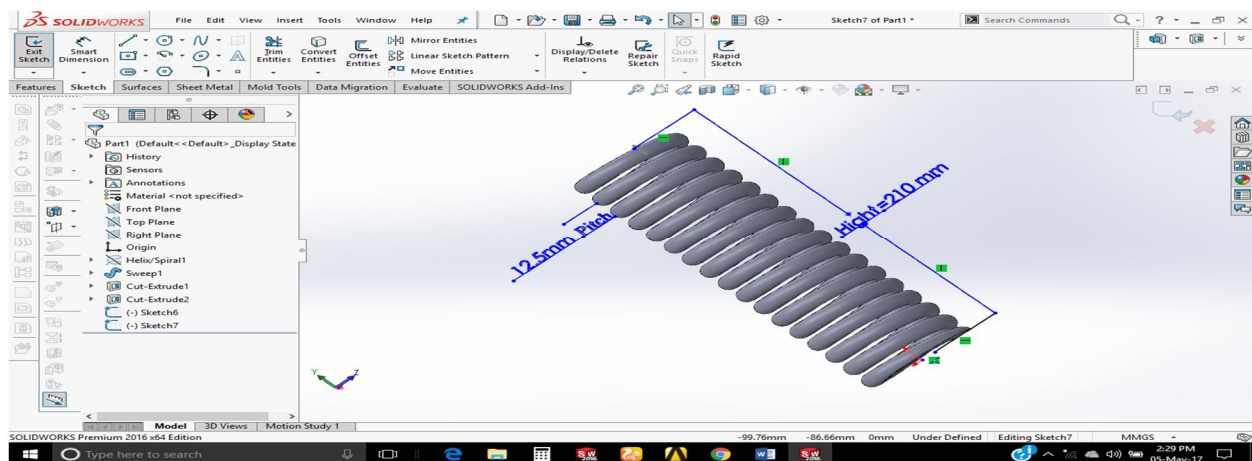 SOLIDWORKS File Edit View Insert Tools Window Help Sketch7 of Part1 * Search Commands
Exit Sketch
Smart Dimension
Trim Entities
Convert Entities
Offset Entities
Mirror Entities
Linear Sketch Pattern
Move Entities
Display/Delete Relations
Repair Sketch
Quick Snaps
Rapid Sketch
Features Sketch Surfaces Sheet Metal Mold Tools Data Migration Evaluate SOLIDWORKS Add-Ins
Part1 (Default<<Default>_Display State
History
Sensors
Annotations
Material <not specified>
Front Plane
Top Plane
Right Plane
Origin
Helix/Spiral1
Sweep1
Cut-Extrude1
Cut-Extrude2
(-) Sketch6
(-) Sketch7
12.5mm Pitch
Hight=210 mm
Y
Z
Model 3D Views Motion Study 1
SOLIDWORKS Premium 2016 x64 Edition -99.76mm -86.66mm 0mm Under Defined Editing Sketch7 MMGS
Type here to search
2:29 PM
05-May-17